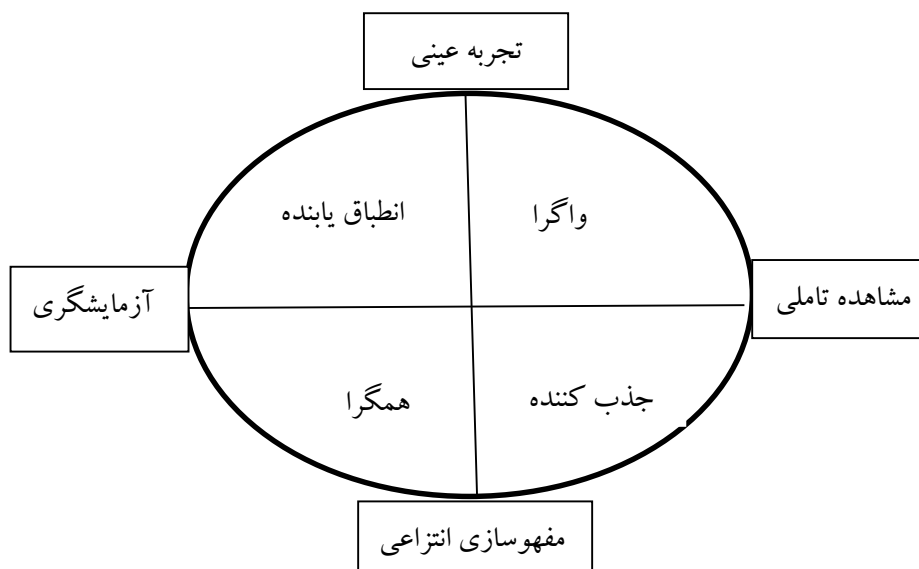 تجربه عینی
انطباق یابنده
واگرا
آزمایشگری
مشاهده تاملی
همگرا
جذب کننده
مفهوسازی انتزاعی